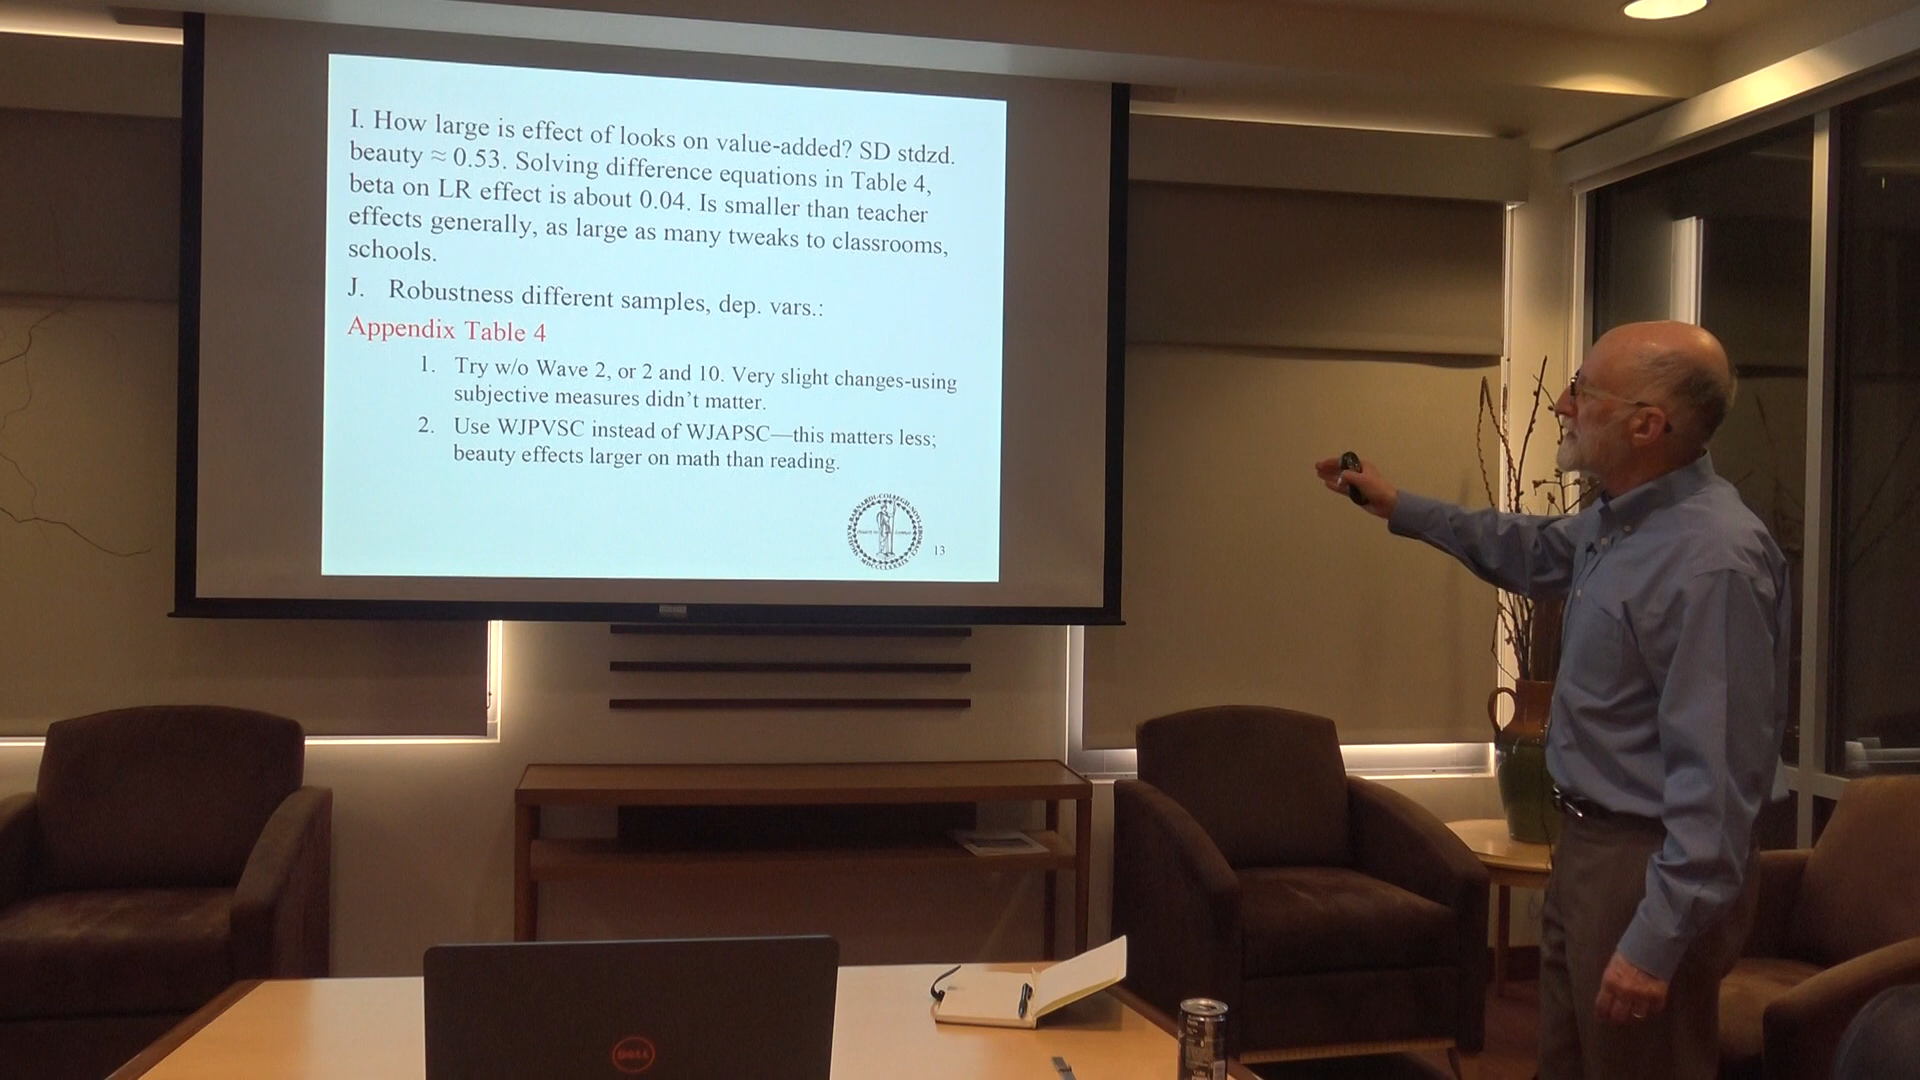 I. How large is effect of looks on value-added? SD stdzd.
beauty ≈ 0.53. Solving difference equations in Table 4,
beta on LR effect is about 0.04. Is smaller than teacher
effects generally, as large as many tweaks to classrooms,
schools.
J. Robustness different samples, dep. vars.:
Appendix Table 4
1. Try w/o Wave 2, or 2 and 10. Very slight changes-using
subjective measures didn't matter.
2. Use WJPVSC instead of WJAPSC—this matters less;
beauty effects larger on math than reading.
13
DELL